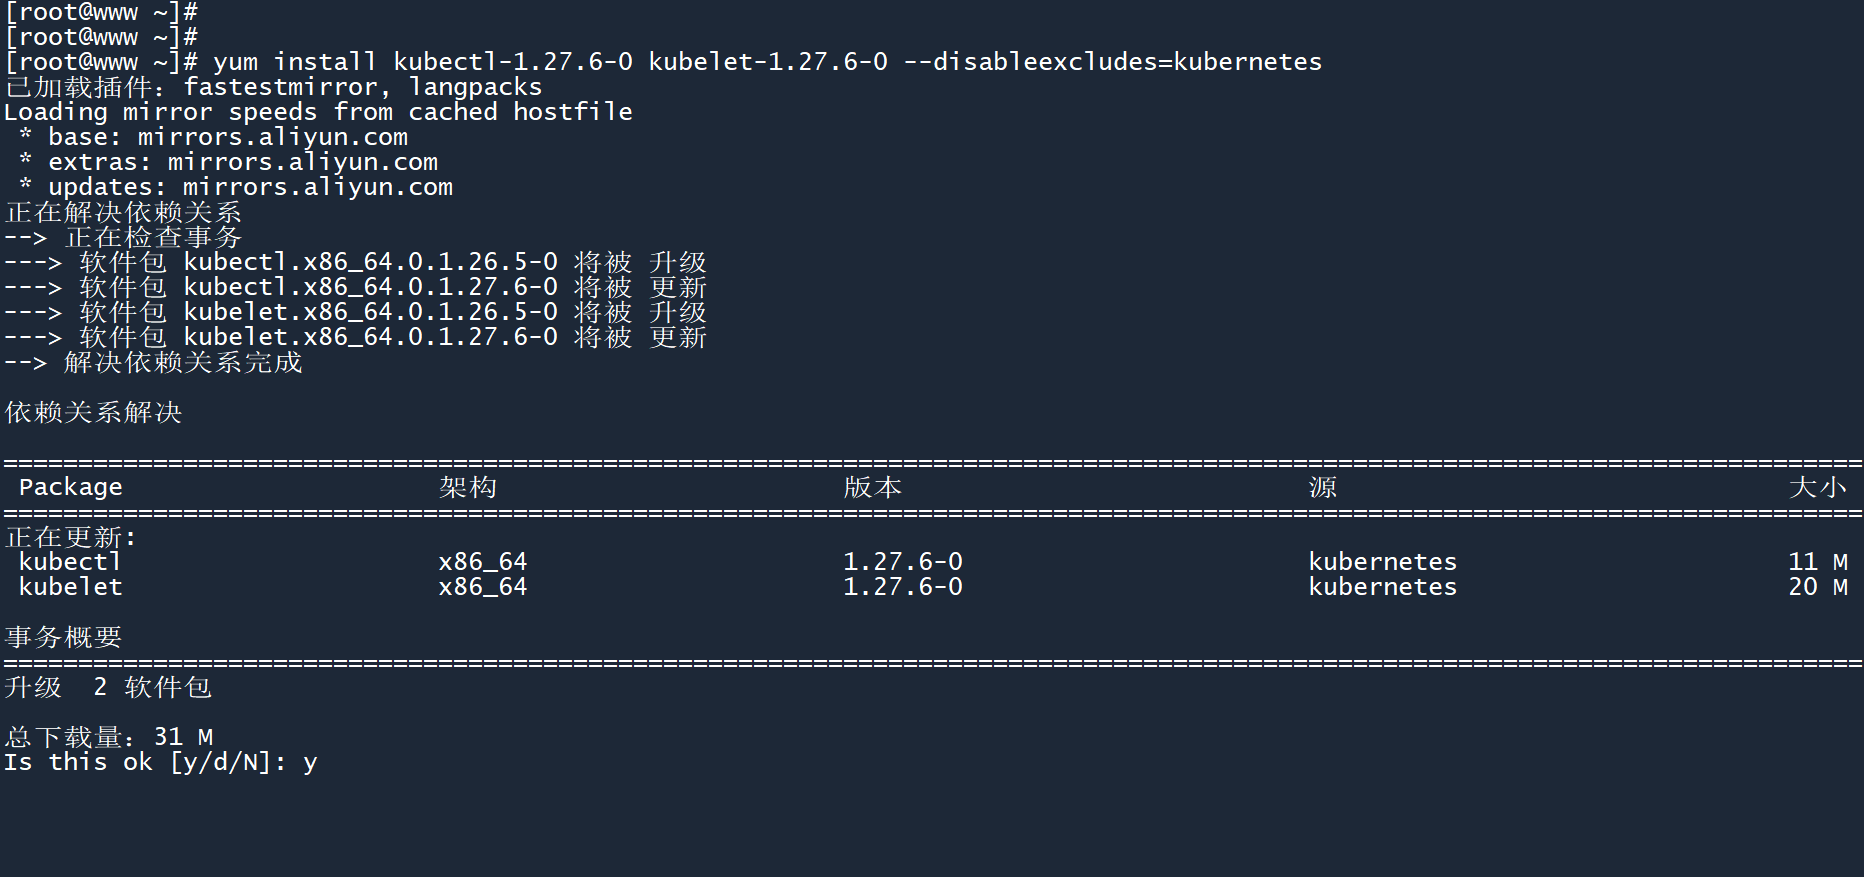 [root@www ~]#
[root@www ~]#
[root@www ~]# yum install kubectl-1.27.6-0 kubelet-1.27.6-0 --disableexcludes=kubernetes
已加载插件：fastestmirror, langpacks
Loading mirror speeds from cached hostfile
 * base: mirrors.aliyun.com
 * extras: mirrors.aliyun.com
 * updates: mirrors.aliyun.com
正在解决依赖关系
--> 正在检查事务
---> 软件包 kubectl.x86_64.0.1.26.5-0 将被 升级
---> 软件包 kubectl.x86_64.0.1.27.6-0 将被 更新
---> 软件包 kubelet.x86_64.0.1.26.5-0 将被 升级
---> 软件包 kubelet.x86_64.0.1.27.6-0 将被 更新
--> 解决依赖关系完成
依赖关系解决
============================================================================================================================
 Package 架构 版本 源 大小
============================================================================================================================
正在更新:
 kubectl x86_64 1.27.6-0 kubernetes 11 M
 kubelet x86_64 1.27.6-0 kubernetes 20 M
事务概要
============================================================================================================================
升级  2 软件包
总下载量：31 M
Is this ok [y/d/N]: y